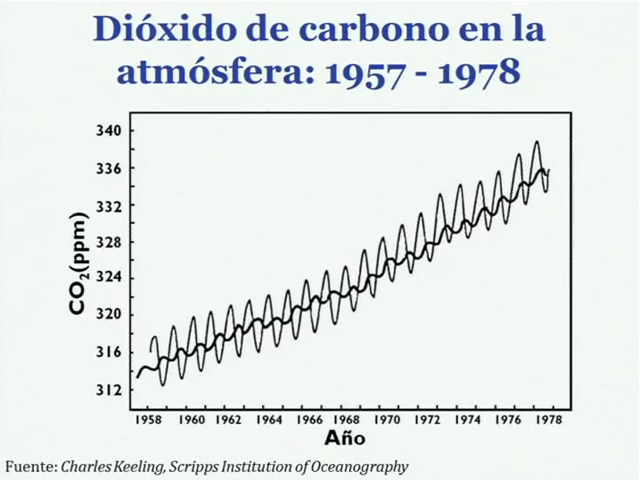 Dióxido de carbono en la
atmósfera: 1957 - 1978
340
336
332
328
324
320
316
312
CO₂(ppm)
1958 1960 1962 1964 1966 1968 1970 1972 1974 1976 1978
Año
Fuente: Charles Keeling, Scripps Institution of Oceanography